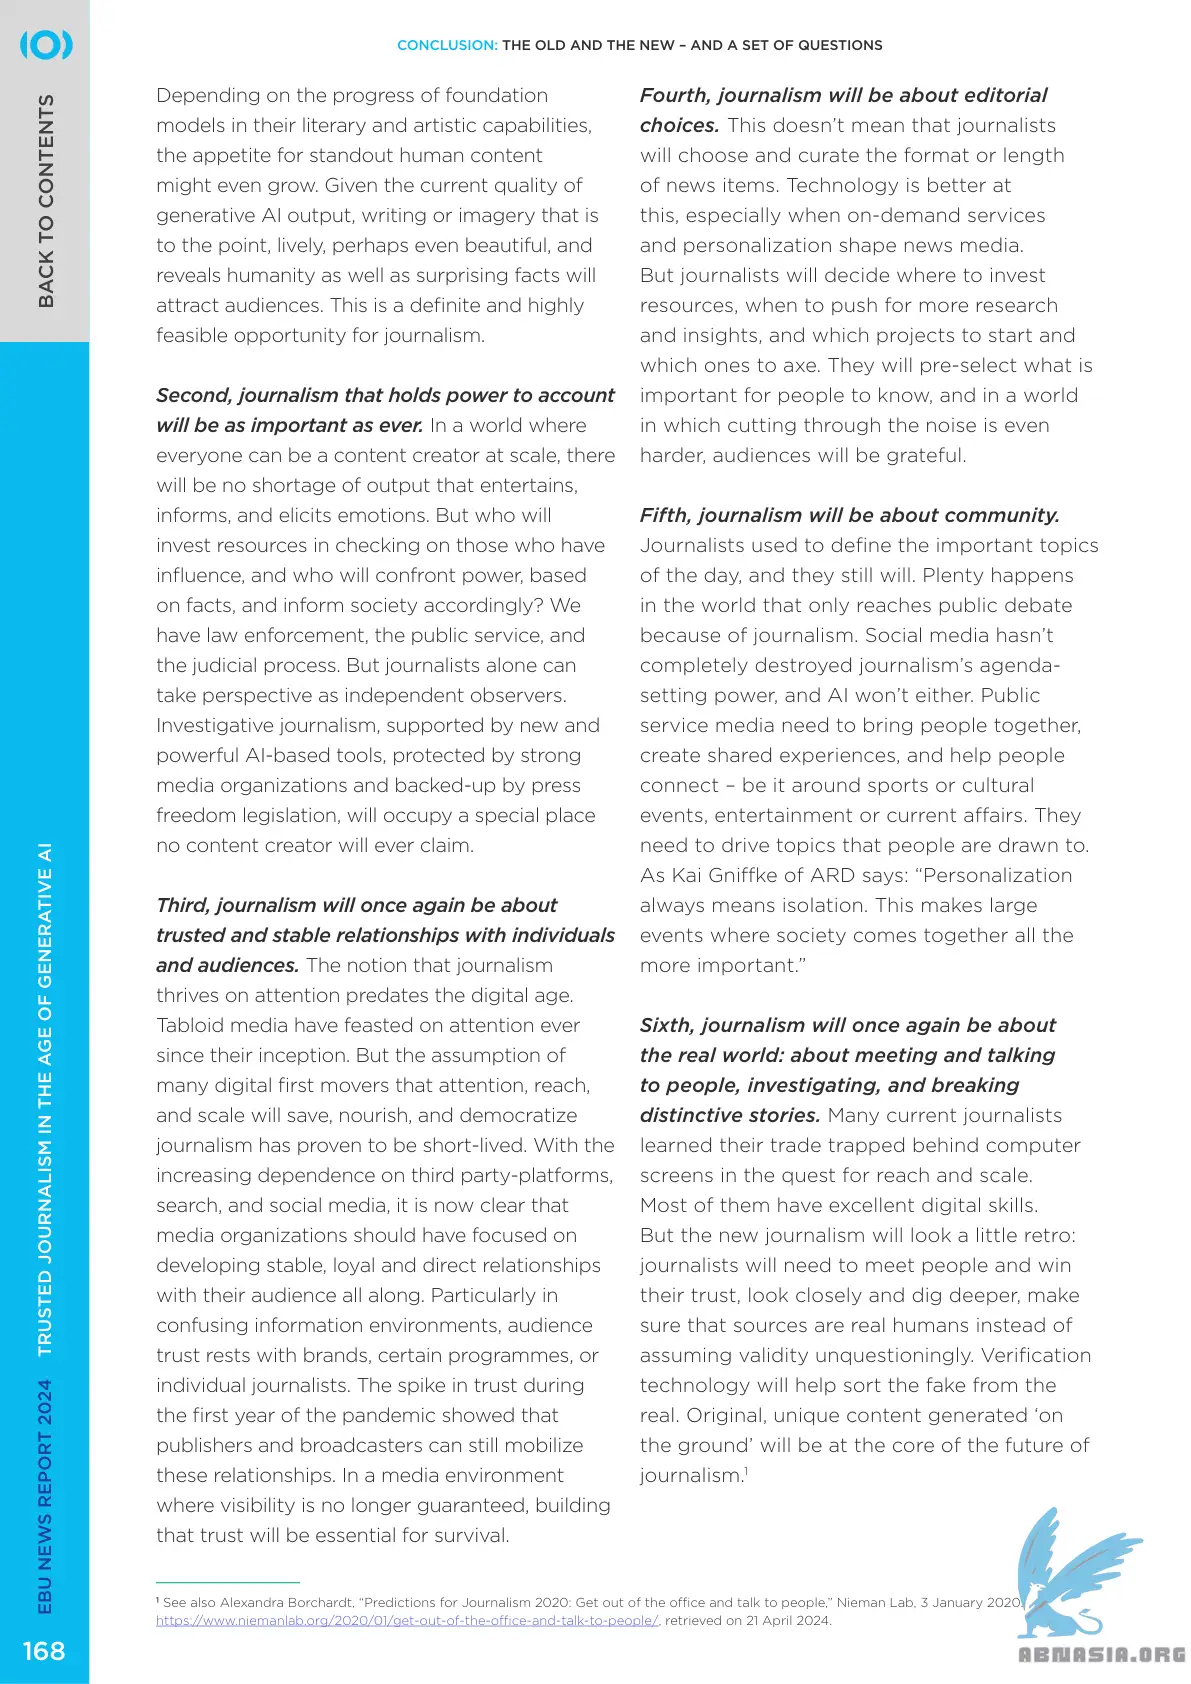 CONCLUSION: THE OLD AND THE NEW – AND A SET OF QUESTIONS
BACK TO CONTENTS
Depending on the progress of foundation
models in their literary and artistic capabilities,
the appetite for standout human content
might even grow. Given the current quality of
generative AI output, writing or imagery that is
to the point, lively, perhaps even beautiful, and
reveals humanity as well as surprising facts will
attract audiences. This is a definite and highly
feasible opportunity for journalism.
Second, journalism that holds power to account
will be as important as ever. In a world where
everyone can be a content creator at scale, there
will be no shortage of output that entertains,
informs, and elicits emotions. But who will
invest resources in checking on those who have
influence, and who will confront power, based
on facts, and inform society accordingly? We
have law enforcement, the public service, and
the judicial process. But journalists alone can
take perspective as independent observers.
Investigative journalism, supported by new and
powerful AI-based tools, protected by strong
media organizations and backed-up by press
freedom legislation, will occupy a special place
no content creator will ever claim.
Third, journalism will once again be about
trusted and stable relationships with individuals
and audiences. The notion that journalism
thrives on attention predates the digital age.
Tabloid media have feasted on attention ever
since their inception. But the assumption of
many digital first movers that attention, reach,
and scale will save, nourish, and democratize
journalism has proven to be short-lived. With the
increasing dependence on third party-platforms,
search, and social media, it is now clear that
media organizations should have focused on
developing stable, loyal and direct relationships
with their audience all along. Particularly in
confusing information environments, audience
trust rests with brands, certain programmes, or
individual journalists. The spike in trust during
the first year of the pandemic showed that
publishers and broadcasters can still mobilize
these relationships. In a media environment
where visibility is no longer guaranteed, building
that trust will be essential for survival.
Fourth, journalism will be about editorial
choices. This doesn’t mean that journalists
will choose and curate the format or length
of news items. Technology is better at
this, especially when on-demand services
and personalization shape news media.
But journalists will decide where to invest
resources, when to push for more research
and insights, and which projects to start and
which ones to axe. They will pre-select what is
important for people to know, and in a world
in which cutting through the noise is even
harder, audiences will be grateful.
Fifth, journalism will be about community.
Journalists used to define the important topics
of the day, and they still will. Plenty happens
in the world that only reaches public debate
because of journalism. Social media hasn’t
completely destroyed journalism’s agenda-
setting power, and AI won’t either. Public
service media need to bring people together,
create shared experiences, and help people
connect – be it around sports or cultural
events, entertainment or current affairs. They
need to drive topics that people are drawn to.
As Kai Gniffke of ARD says: “Personalization
always means isolation. This makes large
events where society comes together all the
more important.”
Sixth, journalism will once again be about
the real world: about meeting and talking
to people, investigating, and breaking
distinctive stories. Many current journalists
learned their trade trapped behind computer
screens in the quest for reach and scale.
Most of them have excellent digital skills.
But the new journalism will look a little retro:
journalists will need to meet people and win
their trust, look closely and dig deeper, make
sure that sources are real humans instead of
assuming validity unquestioningly. Verification
technology will help sort the fake from the
real. Original, unique content generated ‘on
the ground’ will be at the core of the future of
journalism.¹
¹ See also Alexandra Borchardt, “Predictions for Journalism 2020: Get out of the office and talk to people,” Nieman Lab, 3 January 2020.
https://www.niemanlab.org/2020/01/get-out-of-the-office-and-talk-to-people/, retrieved on 21 April 2024.
EBU NEWS REPORT 2024 TRUSTED JOURNALISM IN THE AGE OF GENERATIVE AI
168
ABNASIA.ORG